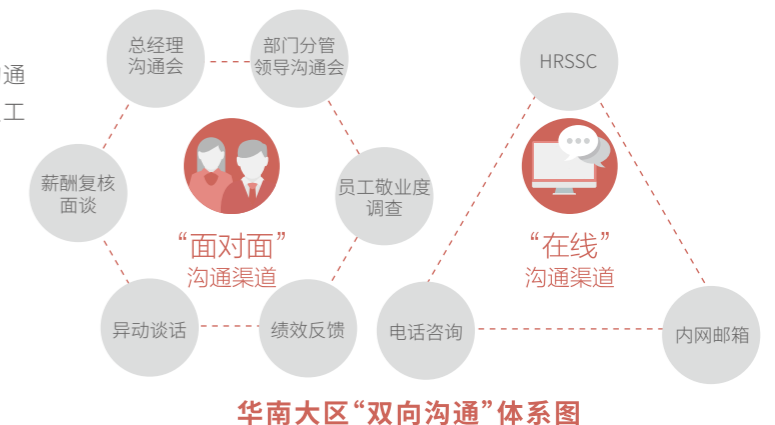 通
工
总经理
沟通会
部门分管
领导沟通会
薪酬复核
面谈
员工敬业度
调查
“面对面”
沟通渠道
异动谈话
绩效反馈
HRSSC
“在线”
沟通渠道
电话咨询
内网邮箱
华南大区“双向沟通”体系图